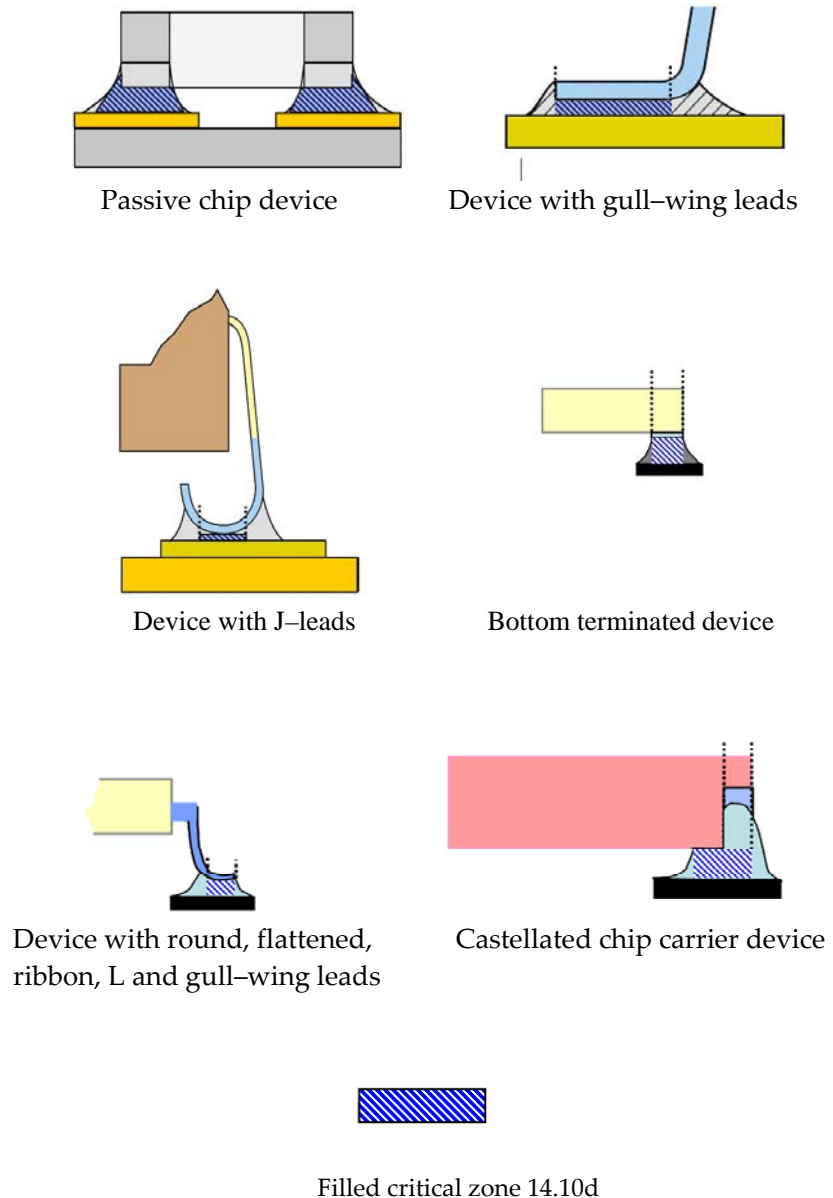 Passive chip device
Device with gull–wing leads
Device with J–leads
Bottom terminated device
Device with round, flattened,
ribbon, L and gull–wing leads
Castellated chip carrier device
Filled critical zone 14.10d